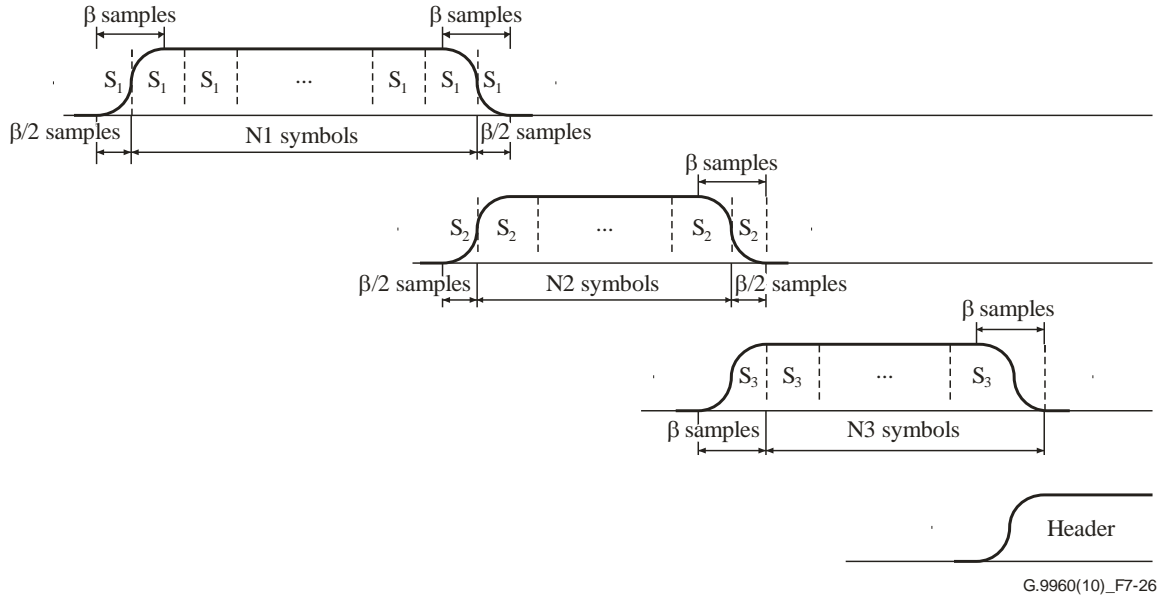 β samples β samples
S₁ S₁ S₁ ... S₁ S₁ S₁
β/2 samples N1 symbols β/2 samples
β samples
S₂ S₂ ... S₂ S₂
β/2 samples N2 symbols β/2 samples
β samples
S₃ S₃ ... S₃
β samples N3 symbols
Header
G.9960(10)_F7-26